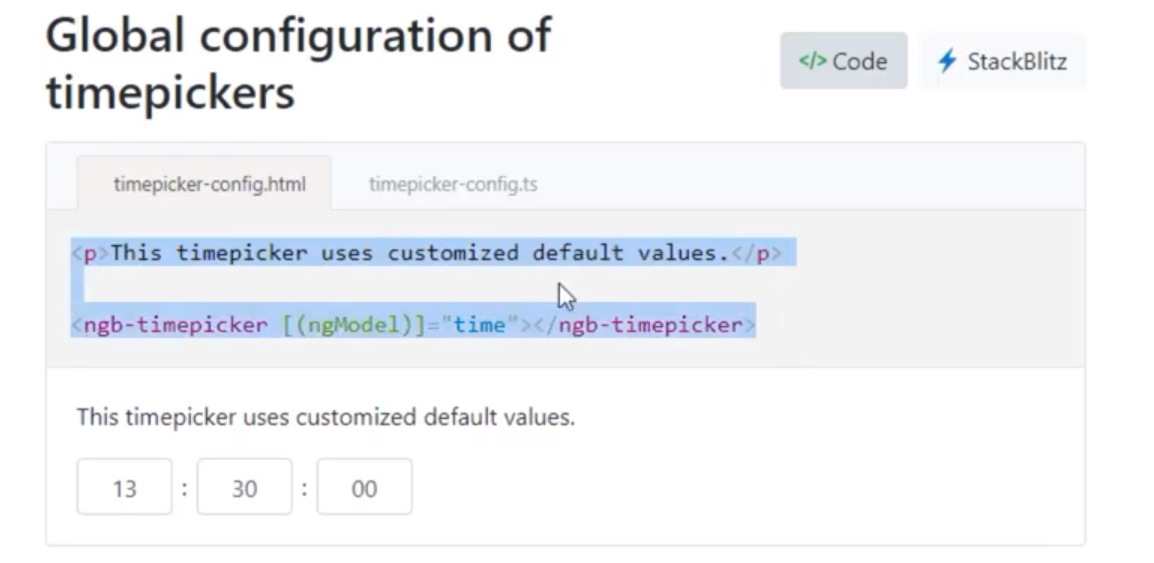 Global configuration of
timepickers
</> Code
StackBlitz
timepicker-config.html
timepicker-config.ts
<p>This timepicker uses customized default values.</p>
<ngb-timepicker [(ngModel)]="time"></ngb-timepicker>
This timepicker uses customized default values.
13 : 30 : 00